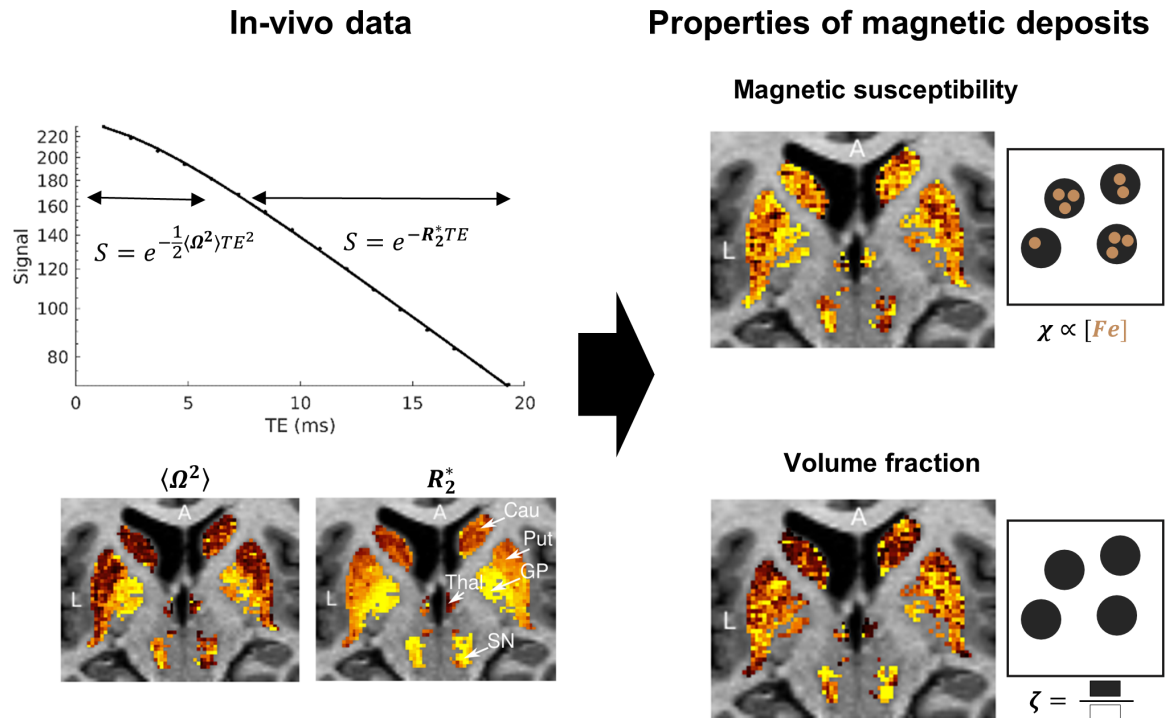 In-vivo data
Properties of magnetic deposits
Magnetic susceptibility
Signal
220
200
180
160
140
120
100
80
S = e^{-\frac{1}{2}⟨Ω²⟩TE²}
S = e^{-R₂*TE}
0 5 10 15 20
TE (ms)
A
L
χ ∝ [Fe]
Volume fraction
⟨Ω²⟩
R₂*
A
L
A
Cau
Put
GP
Thal
SN
L
A
L
ζ =